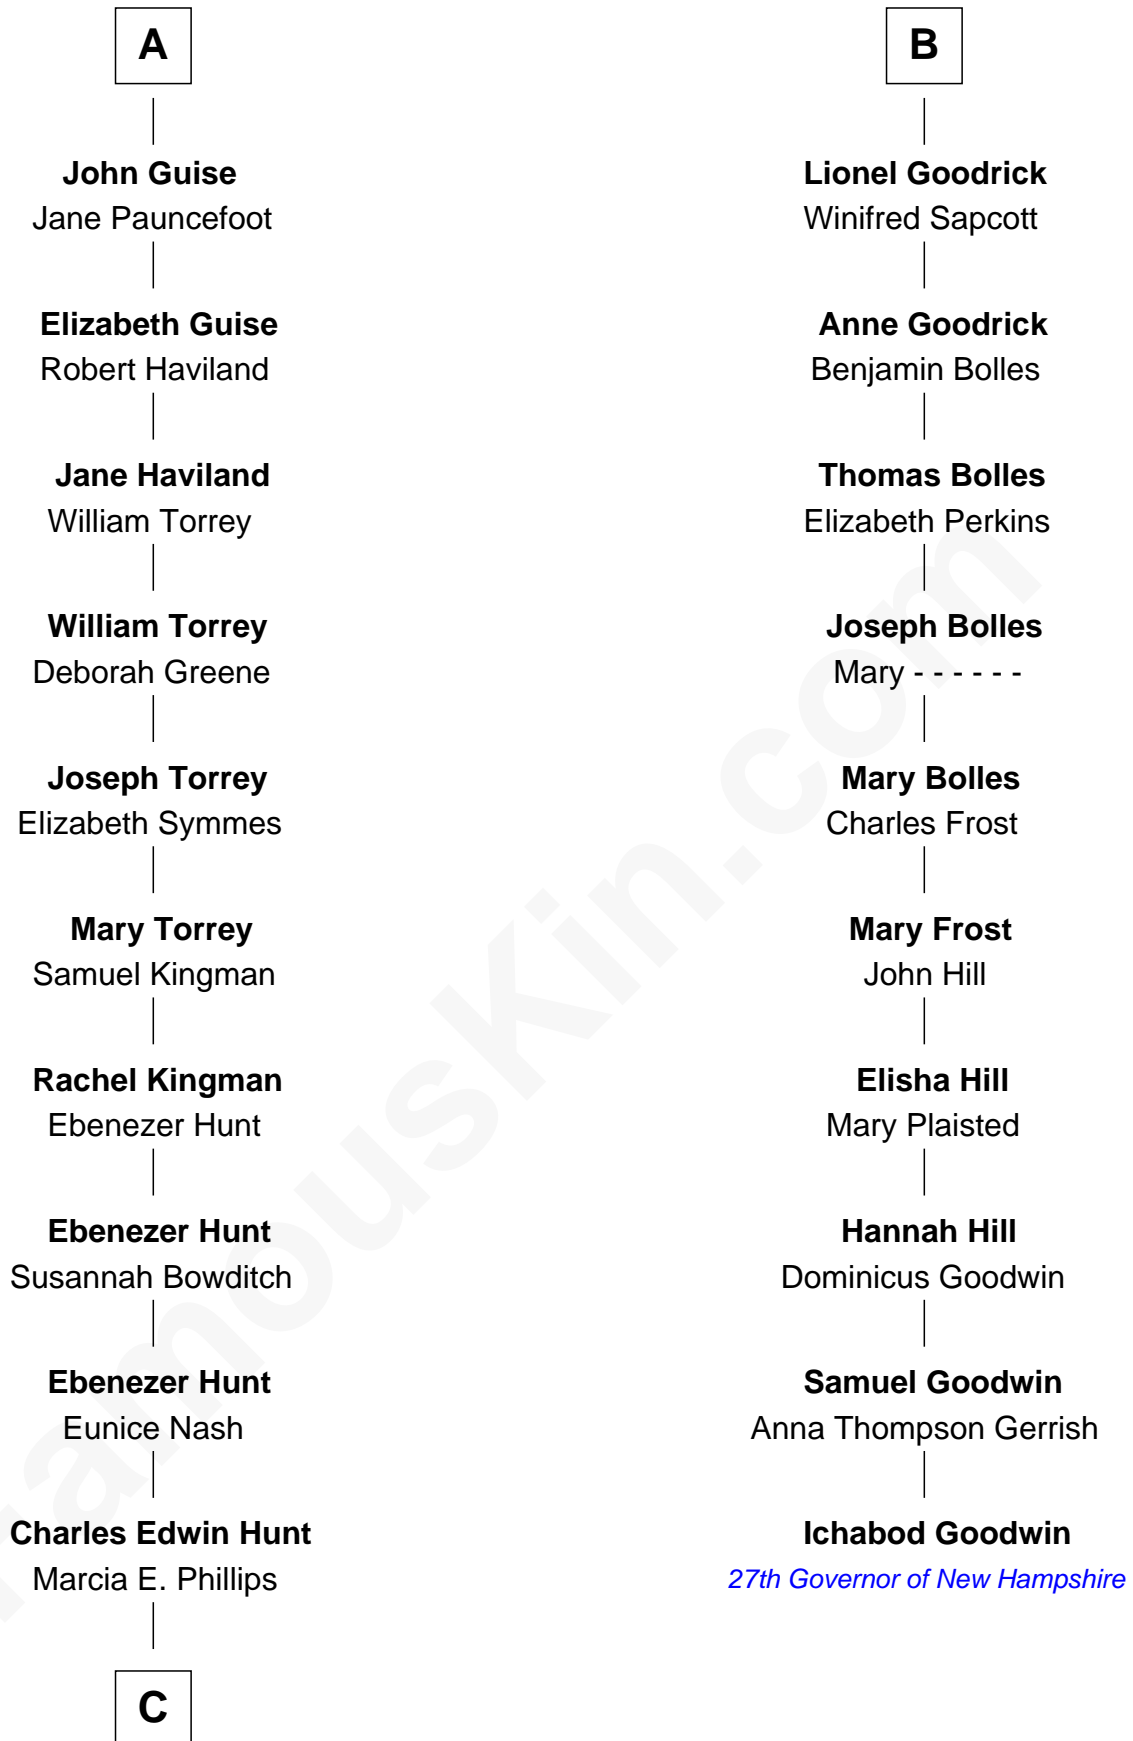 A
John Guise
Jane Pauncefoot
Elizabeth Guise
Robert Haviland
Jane Haviland
William Torrey
William Torrey
Deborah Greene
Joseph Torrey
Elizabeth Symmes
Mary Torrey
Samuel Kingman
Rachel Kingman
Ebenezer Hunt
Ebenezer Hunt
Susannah Bowditch
Ebenezer Hunt
Eunice Nash
Charles Edwin Hunt
Marcia E. Phillips
C
B
Lionel Goodrick
Winifred Sapcott
Anne Goodrick
Benjamin Bolles
Thomas Bolles
Elizabeth Perkins
Joseph Bolles
Mary - - - - - -
Mary Bolles
Charles Frost
Mary Frost
John Hill
Elisha Hill
Mary Plaisted
Hannah Hill
Dominicus Goodwin
Samuel Goodwin
Anna Thompson Gerrish
Ichabod Goodwin
27th Governor of New Hampshire
FamousKin.com